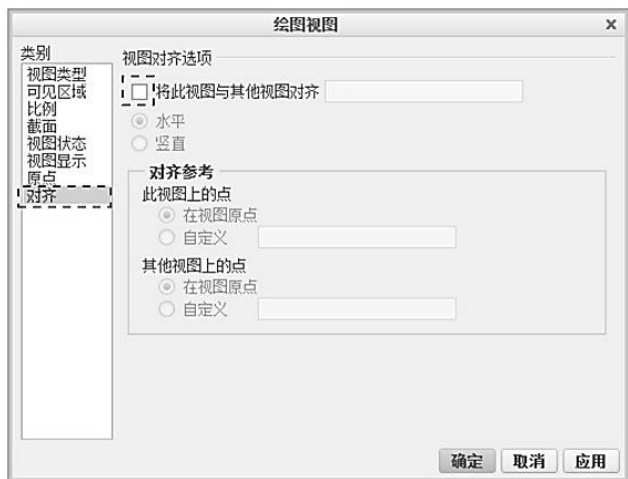 绘图视图
类别
视图类型
可见区域
比例
截面
视图状态
视图显示
原点
对齐
视图对齐选项
将此视图与其他视图对齐
水平
竖直
对齐参考
此视图上的点
在视图原点
自定义
其他视图上的点
在视图原点
自定义
确定 取消 应用